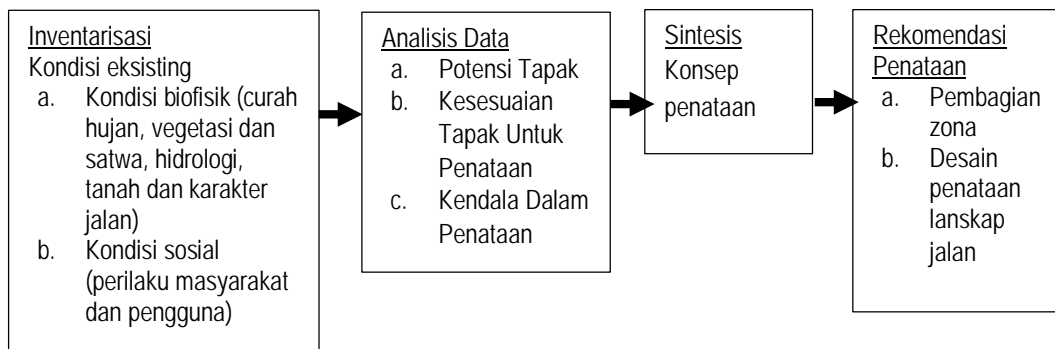 Inventarisasi
Kondisi eksisting
a. Kondisi biofisik (curah
hujan, vegetasi dan
satwa, hidrologi,
tanah dan karakter
jalan)
b. Kondisi sosial
(perilaku masyarakat
dan pengguna)
Analisis Data
a. Potensi Tapak
b. Kesesuaian
Tapak Untuk
Penataan
c. Kendala Dalam
Penataan
Sintesis
Konsep
penataan
Rekomendasi
Penataan
a. Pembagian
zona
b. Desain
penataan
lanskap
jalan